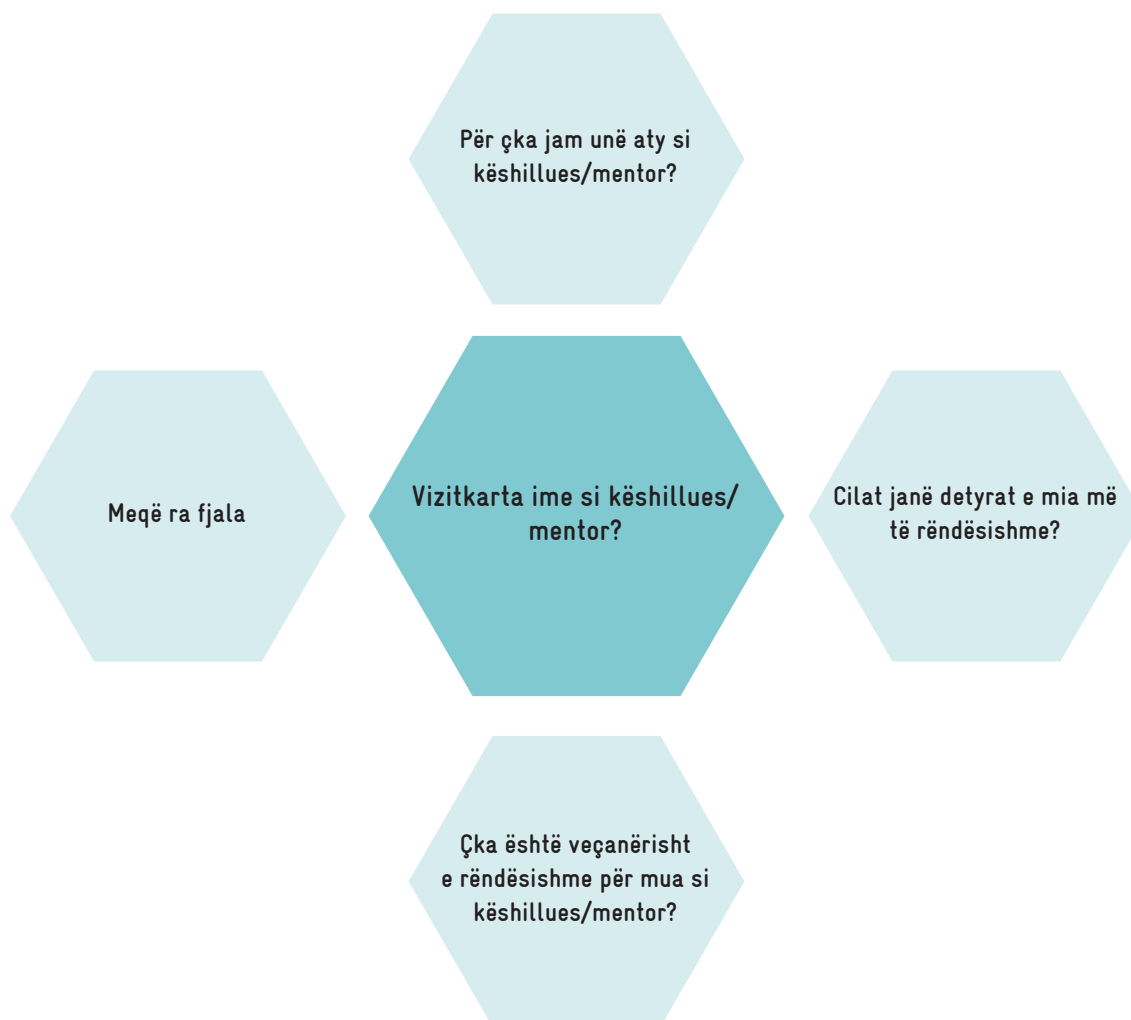 Për çka jam unë aty si
këshillues/mentor?
Meqë ra fjala
Vizitkarta ime si këshillues/
mentor?
Cilat janë detyrat e mia më
të rëndësishme?
Çka është veçanërisht
e rëndësishme për mua si
këshillues/mentor?